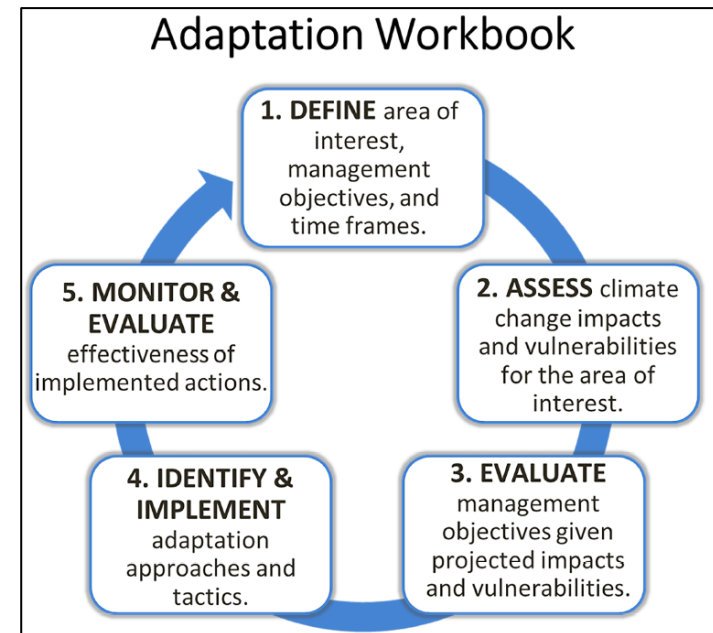 Adaptation Workbook
1. DEFINE area of
interest,
management
objectives, and
time frames.
2. ASSESS climate
change impacts
and vulnerabilities
for the area of
interest.
3. EVALUATE
management
objectives given
projected impacts
and vulnerabilities.
4. IDENTIFY &
IMPLEMENT
adaptation
approaches and
tactics.
5. MONITOR &
EVALUATE
effectiveness of
implemented actions.